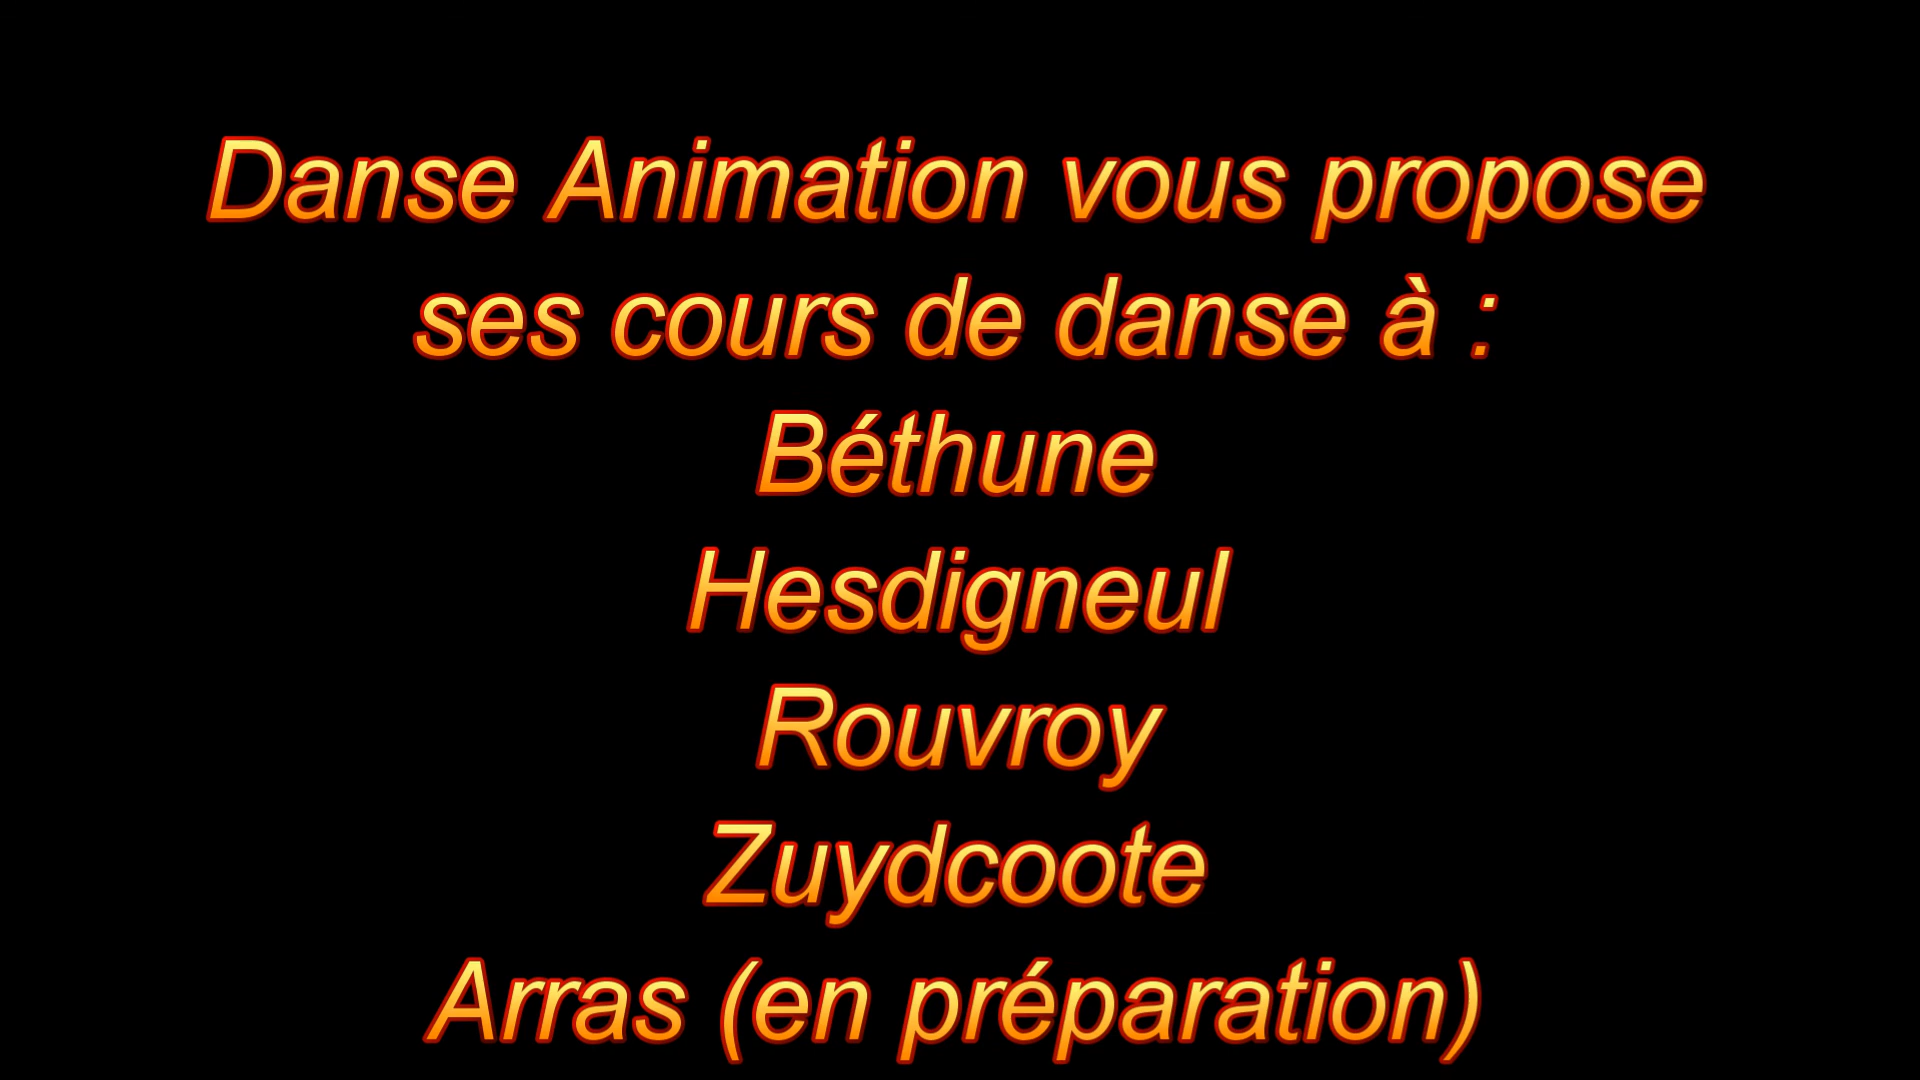 Danse Animation vous propose
ses cours de danse à :
Béthune
Hesdigneul
Rouvroy
Zuydcoote
Arras (en préparation)